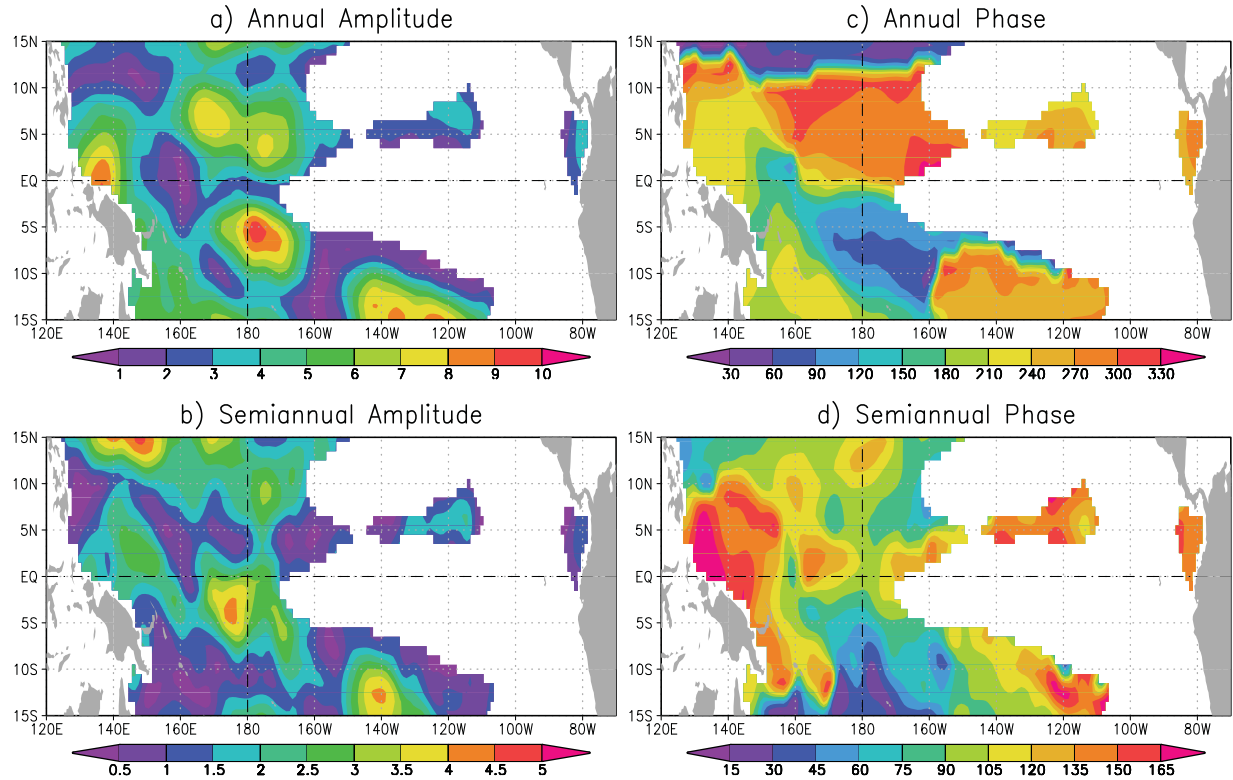 a) Annual Amplitude
15N
10N
5N
EQ
5S
10S
15S
120E 140E 160E 180 160W 140W 120W 100W 80W
1 2 3 4 5 6 7 8 9 10
c) Annual Phase
15N
10N
5N
EQ
5S
10S
15S
120E 140E 160E 180 160W 140W 120W 100W 80W
30 60 90 120 150 180 210 240 270 300 330
b) Semiannual Amplitude
15N
10N
5N
EQ
5S
10S
15S
120E 140E 160E 180 160W 140W 120W 100W 80W
0.5 1 1.5 2 2.5 3 3.5 4 4.5 5
d) Semiannual Phase
15N
10N
5N
EQ
5S
10S
15S
120E 140E 160E 180 160W 140W 120W 100W 80W
15 30 45 60 75 90 105 120 135 150 165